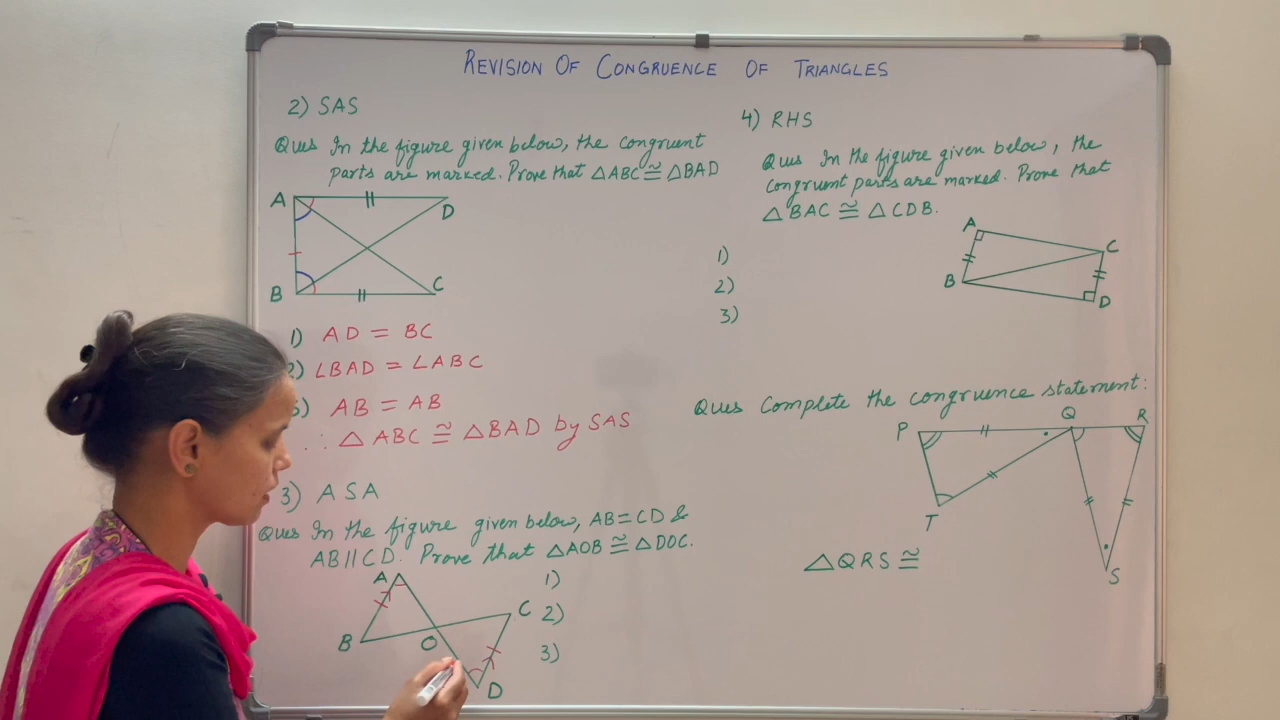 REVISION OF CONGRUENCE OF TRIANGLES
2) SAS
Ques In the figure given below, the congruent
parts are marked. Prove that △ABC ≅ △BAD
A
D
B
C
1) AD = BC
2) ∠BAD = ∠ABC
3) AB = AB
∴ △ABC ≅ △BAD by SAS
3) ASA
Ques In the figure given below, AB=CD &
AB||CD. Prove that △AOB ≅ △DOC.
A
B
O
C
D
1)
2)
3)
4) RHS
Ques In the figure given below, the
congruent parts are marked. Prove that
△BAC ≅ △CDB.
A
C
B
D
1)
2)
3)
Ques Complete the congruence statement:
P
Q
R
T
S
△QRS ≅